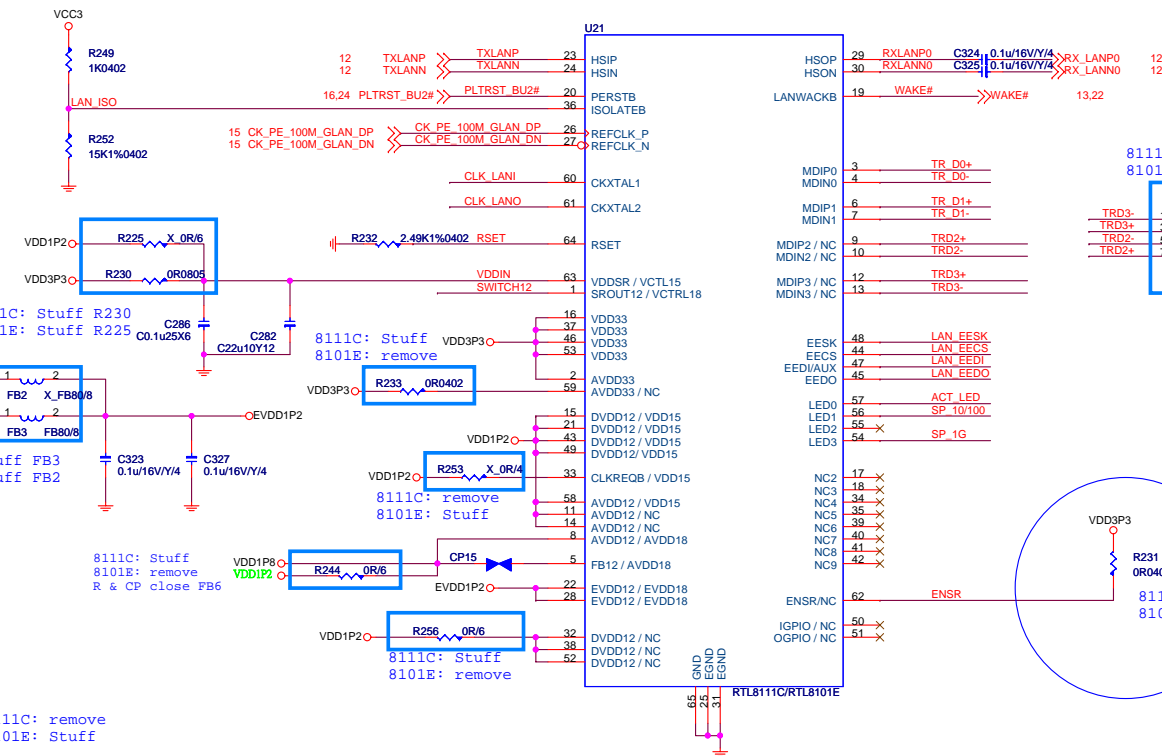 VCC3
R249
1K0402
LAN_ISO
R252
15K1%0402
VDD1P2
R225
X_0R/6
VDD3P3
R230
0R0805
1C: Stuff R230
1E: Stuff R225
C286
C0.1u25X6
C282
C22u10Y12
1
2
FB2
X_FB80/8
1
2
FB3
FB80/8
EVDD1P2
uff FB3
uff FB2
C323
0.1u/16V/Y/4
C327
0.1u/16V/Y/4
8111C: Stuff
8101E: remove
R & CP close FB6
11C: remove
01E: Stuff
12 TXLANP TXLANP 23 HSIP
12 TXLANN TXLANN 24 HSIN
16,24 PLTRST_BU2# PLTRST_BU2# 20 PERSTB
36 ISOLATEB
15 CK_PE_100M_GLAN_DP CK_PE_100M_GLAN_DP 26 REFCLK_P
15 CK_PE_100M_GLAN_DN CK_PE_100M_GLAN_DN 27 REFCLK_N
CLK_LANI 60 CKXTAL1
CLK_LANO 61 CKXTAL2
R232 2.49K1%0402 RSET 64 RSET
VDDIN 63 VDDSR / VCTL15
SWITCH12 1 SROUT12 / VCTRL18
8111C: Stuff
8101E: remove
VDD3P3
16 VDD33
37 VDD33
46 VDD33
53 VDD33
2 AVDD33
VDD3P3 R233 0R0402 59 AVDD33 / NC
VDD1P2
15 DVDD12 / VDD15
21 DVDD12 / VDD15
43 DVDD12 / VDD15
49 DVDD12/ VDD15
VDD1P2 R253 X_0R/4 33 CLKREQB / VDD15
8111C: remove
8101E: Stuff
58 AVDD12 / VDD15
11 AVDD12 / NC
14 AVDD12 / NC
8 AVDD12 / AVDD18
VDD1P8
VDD1P2
R244 0R/6
CP15
5 FB12 / AVDD18
EVDD1P2
22 EVDD12 / EVDD18
28 EVDD12 / EVDD18
VDD1P2 R256 0R/6
32 DVDD12 / NC
38 DVDD12 / NC
52 DVDD12 / NC
8111C: Stuff
8101E: remove
U21
HSOP 29 RXLANP0 C324 0.1u/16V/Y/4 RX_LANP0 12
HSON 30 RXLANN0 C325 0.1u/16V/Y/4 RX_LANN0 12
LANWACKB 19 WAKE# WAKE# 13,22
MDIP0 3 TR_D0+
MDIN0 4 TR_D0-
MDIP1 6 TR_D1+
MDIN1 7 TR_D1-
MDIP2 / NC 9 TRD2+
MDIN2 / NC 10 TRD2-
MDIP3 / NC 12 TRD3+
MDIN3 / NC 13 TRD3-
EESK 48 LAN_EESK
EECS 44 LAN_EECS
EEDI/AUX 47 LAN_EEDI
EEDO 45 LAN_EEDO
LED0 57 ACT_LED
LED1 56 SP_10/100
LED2 55
LED3 54 SP_1G
NC2 17
NC3 18
NC4 34
NC5 35
NC6 39
NC7 40
NC8 41
NC9 42
ENSR/NC 62 ENSR
IGPIO / NC 50
OGPIO / NC 51
GND
EGND
EGND
65
25
31
RTL8111C/RTL8101E
8111
8101
TRD3-
TRD3+
TRD2-
TRD2+
VDD3P3
R231
0R040
811
810